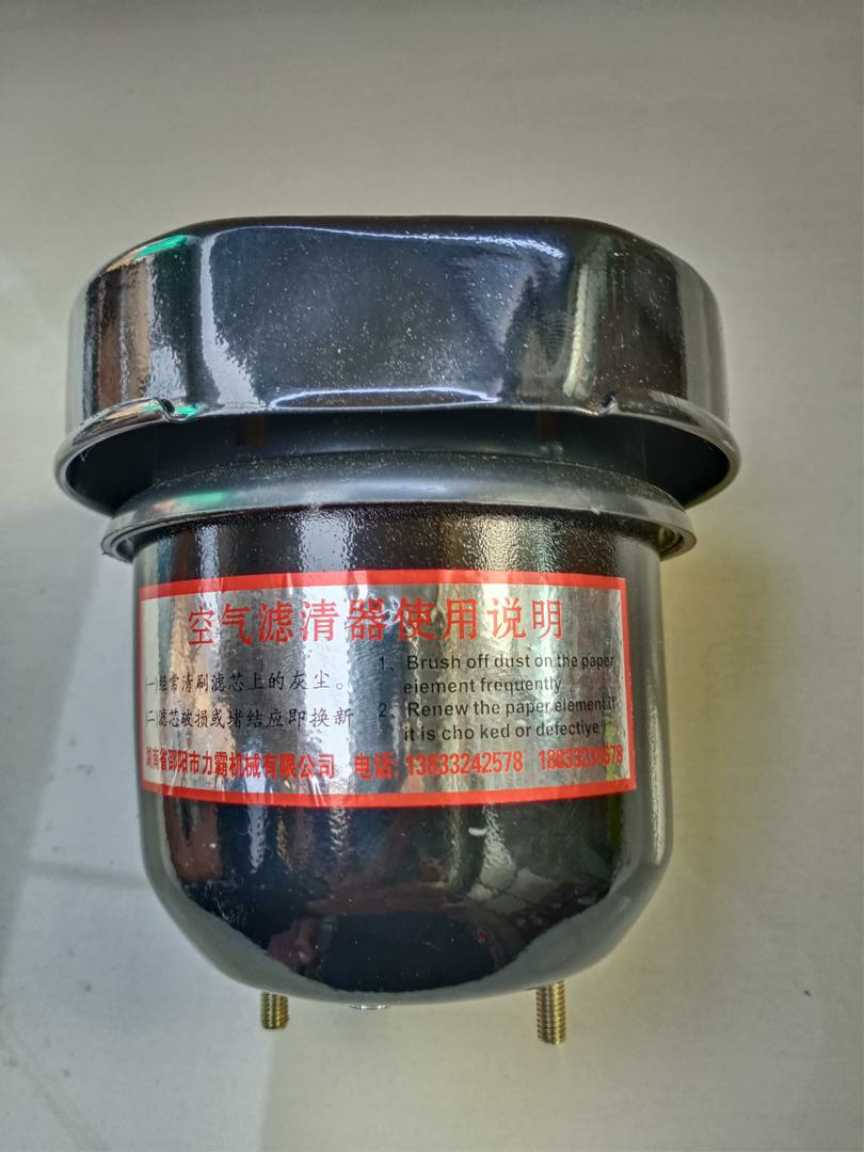 空气滤清器使用说明
一)经常清刷滤芯上的灰尘。
二)滤芯破损或堵结应即换新
1、Brush off dust on the paper
eiement frequently
2、Renew the paper element if
it is cho ked or defective
湖南省邵阳市力霸机械有限公司 电话 13833242578